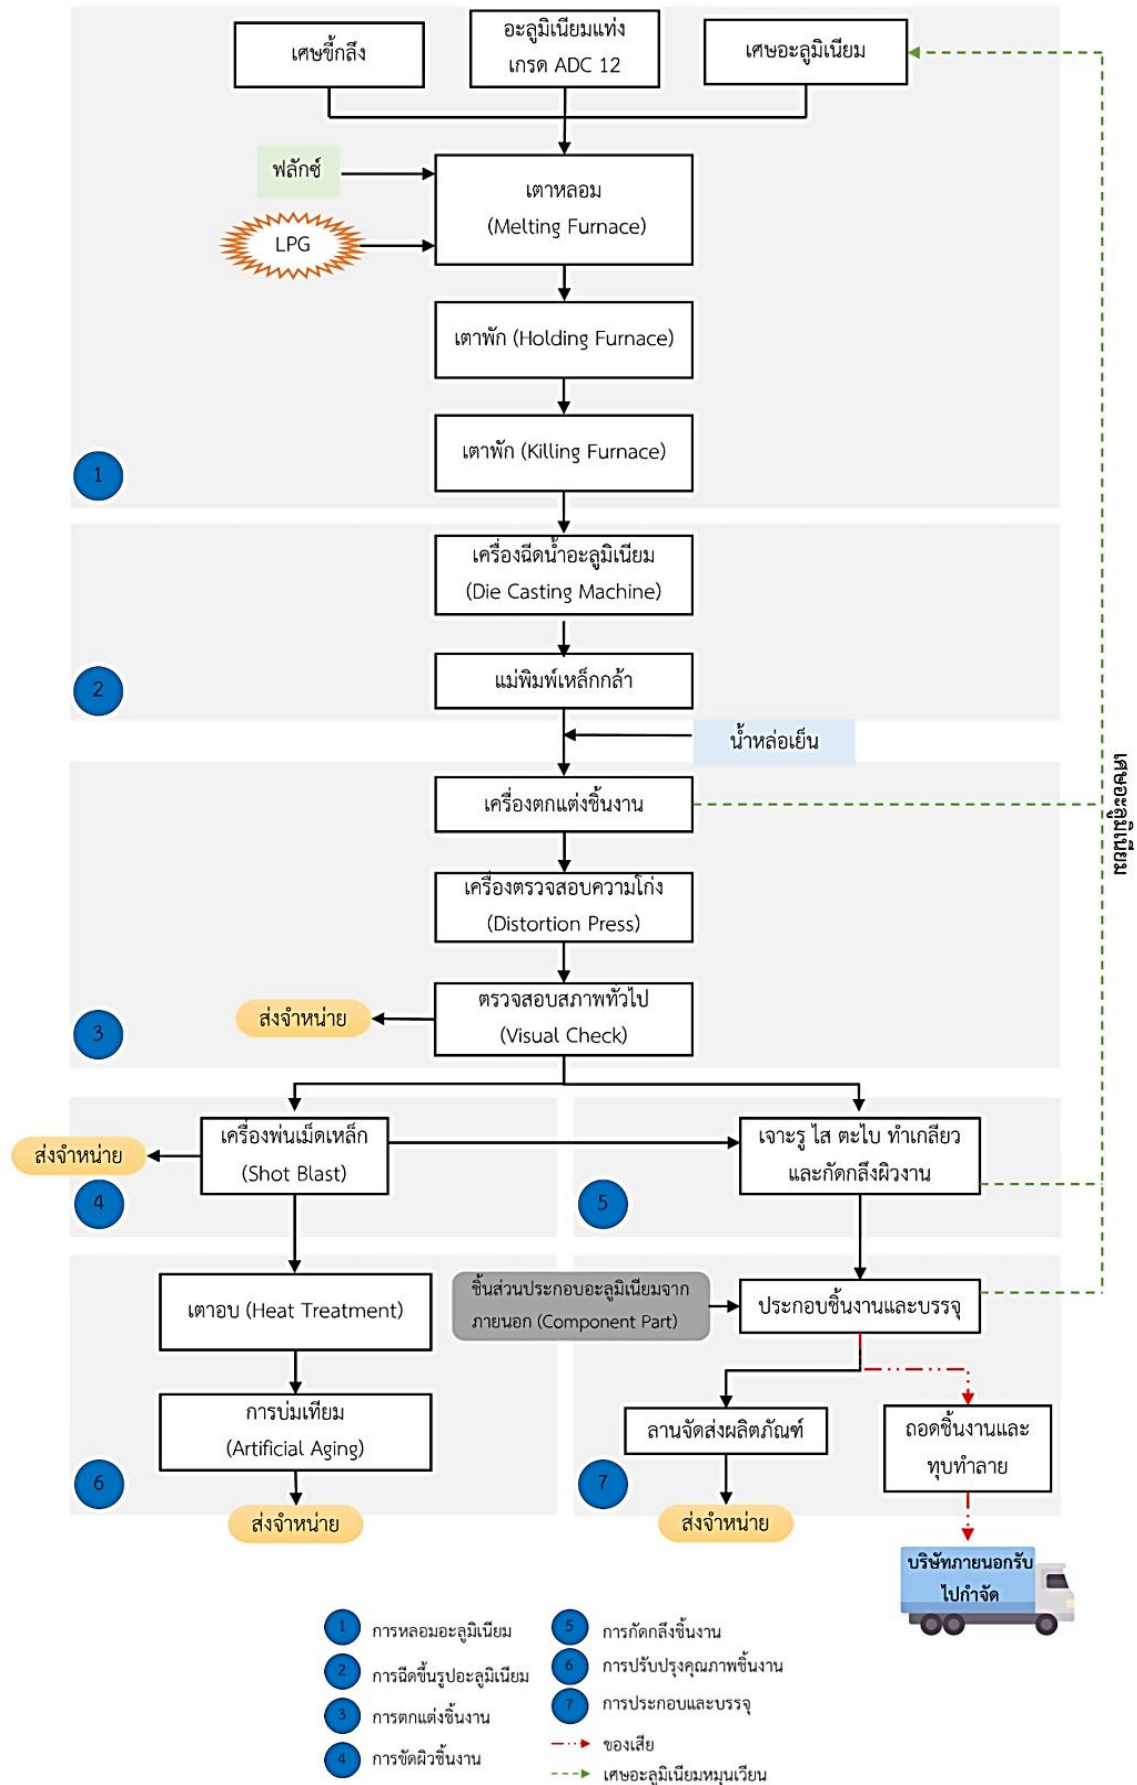 เศษขี้กลึง
อะลูมิเนียมแท่ง
เกรด ADC 12
เศษอะลูมิเนียม
ฟลักซ์
LPG
เตาหลอม
(Melting Furnace)
เตาพัก (Holding Furnace)
เตาพัก (Killing Furnace)
1
เครื่องฉีดน้ำอะลูมิเนียม
(Die Casting Machine)
แม่พิมพ์เหล็กกล้า
2
น้ำหล่อเย็น
เศษอะลูมิเนียม
เครื่องตกแต่งชิ้นงาน
เครื่องตรวจสอบความโก่ง
(Distortion Press)
ตรวจสอบสภาพทั่วไป
(Visual Check)
ส่งจำหน่าย
3
เครื่องพ่นเม็ดเหล็ก
(Shot Blast)
ส่งจำหน่าย
4
เจาะรู ไส ตะไบ ทำเกลียว
และกัดกลึงผิวงาน
5
เตาอบ (Heat Treatment)
การบ่มเทียม
(Artificial Aging)
6
ส่งจำหน่าย
ชิ้นส่วนประกอบอะลูมิเนียมจาก
ภายนอก (Component Part)
ประกอบชิ้นงานและบรรจุ
ลานจัดส่งผลิตภัณฑ์
ถอดชิ้นงานและ
ทุบทำลาย
7
ส่งจำหน่าย
บริษัทภายนอกรับ
ไปกำจัด
1 การหลอมอะลูมิเนียม
2 การฉีดขึ้นรูปอะลูมิเนียม
3 การตกแต่งชิ้นงาน
4 การขัดผิวชิ้นงาน
5 การกัดกลึงชิ้นงาน
6 การปรับปรุงคุณภาพชิ้นงาน
7 การประกอบและบรรจุ
ของเสีย
เศษอะลูมิเนียมหมุนเวียน